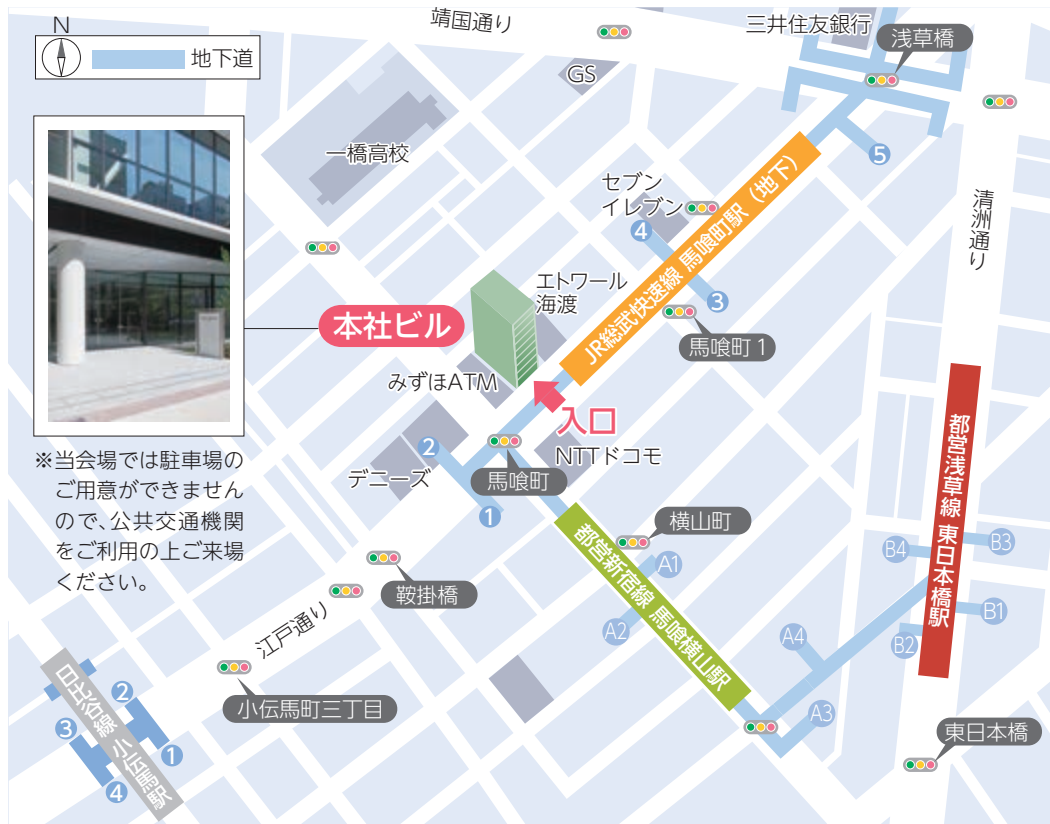 N
地下道
靖国通り
三井住友銀行
浅草橋
GS
一橋高校
5
セブン
イレブン
4
JR総武快速線 馬喰町駅（地下）
清洲通り
3
エトワール
海渡
本社ビル
馬喰町 1
みずほATM
入口
2
NTTドコモ
デニーズ
馬喰町
1
※当会場では駐車場の
ご用意ができません
ので、公共交通機関
をご利用の上ご来場
ください。
都営浅草線 東日本橋駅
横山町
都営新宿線 馬喰横山駅
A1
A2
B4
B3
B1
B2
A4
A3
鞍掛橋
江戸通り
小伝馬町三丁目
日比谷線 小伝馬駅
2
3
1
4
東日本橋